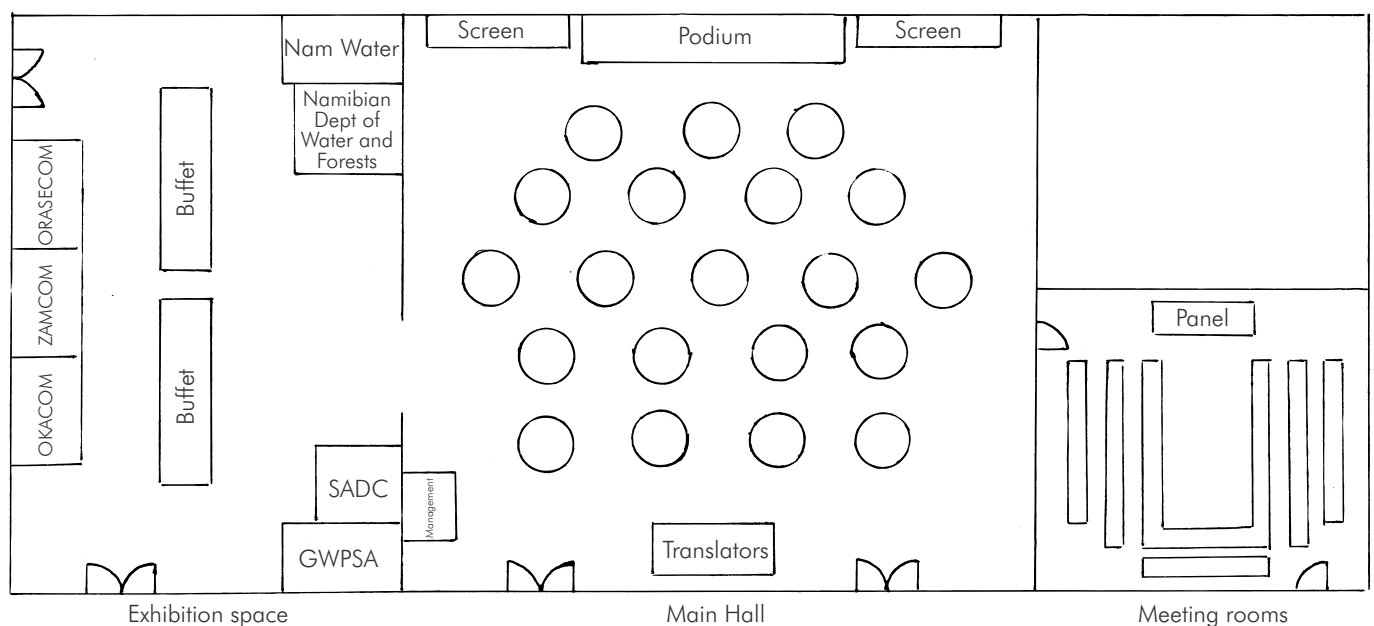 Nam Water
Namibian
Dept of
Water and
Forests
Buffet
Buffet
ORASECOM
ZAMCOM
OKACOM
SADC
GWPSA
Screen
Podium
Screen
Management
Translators
Panel
Exhibition space
Main Hall
Meeting rooms